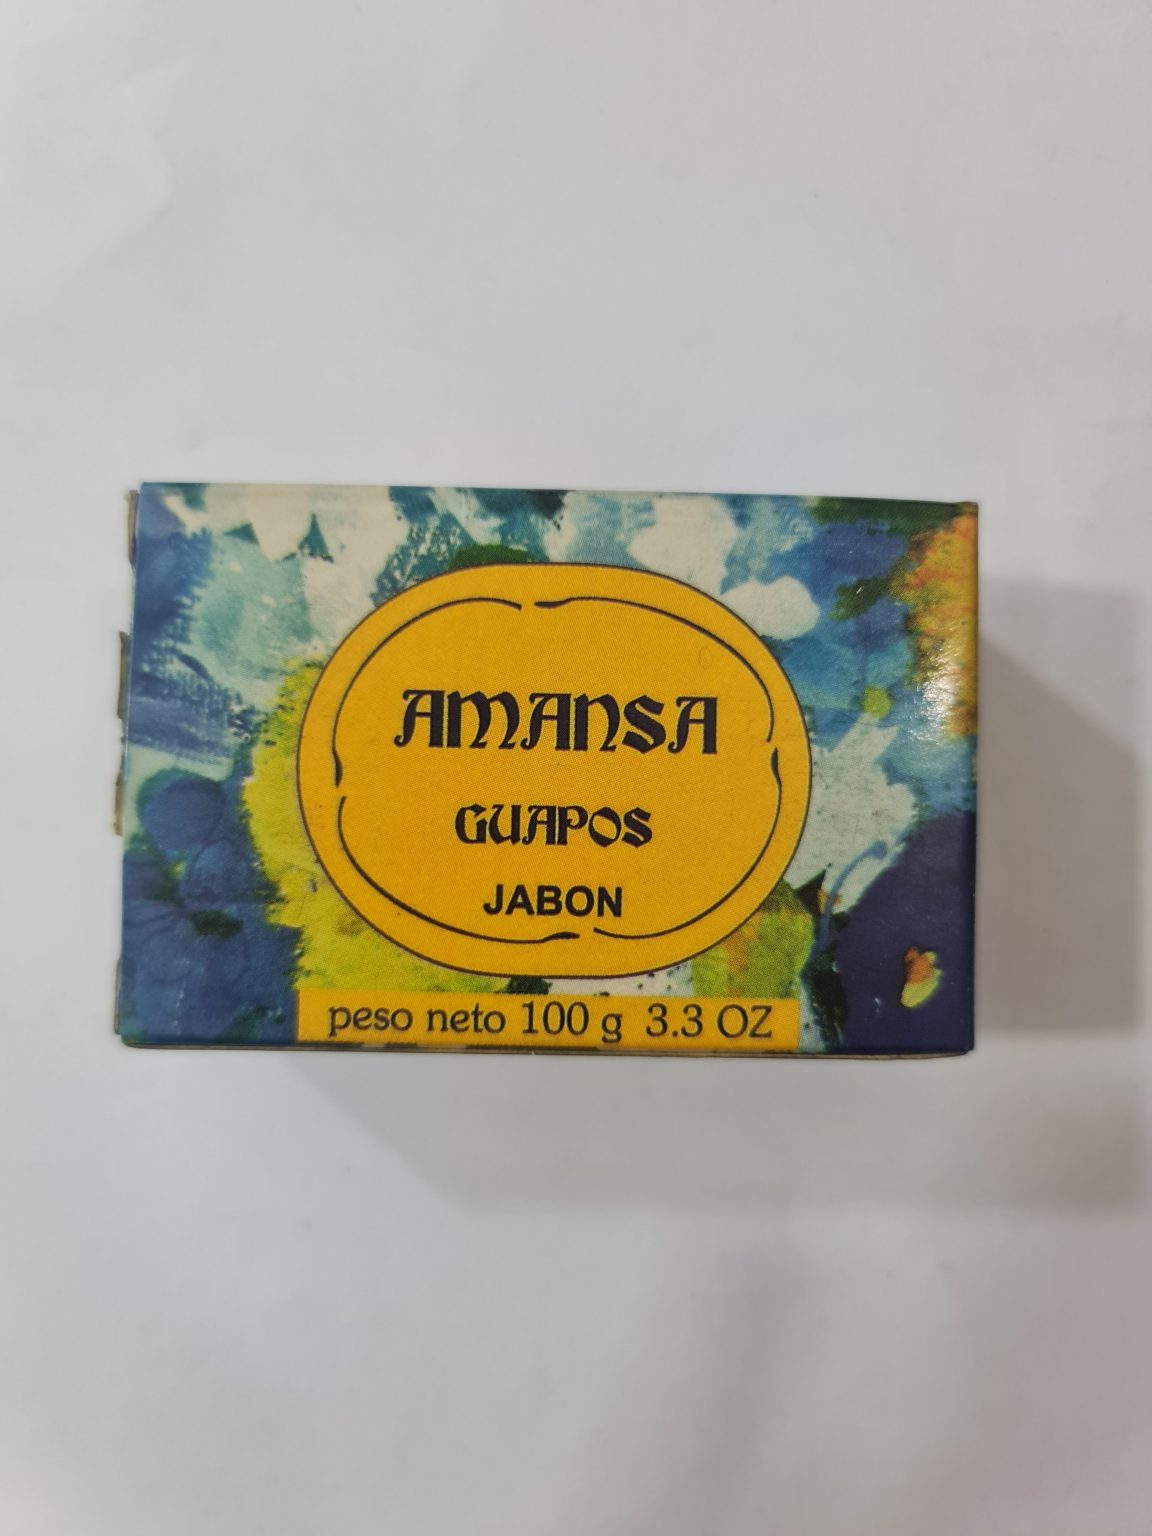 AMANSA
GUAPOS
JABON
peso neto 100 g 3.3 OZ